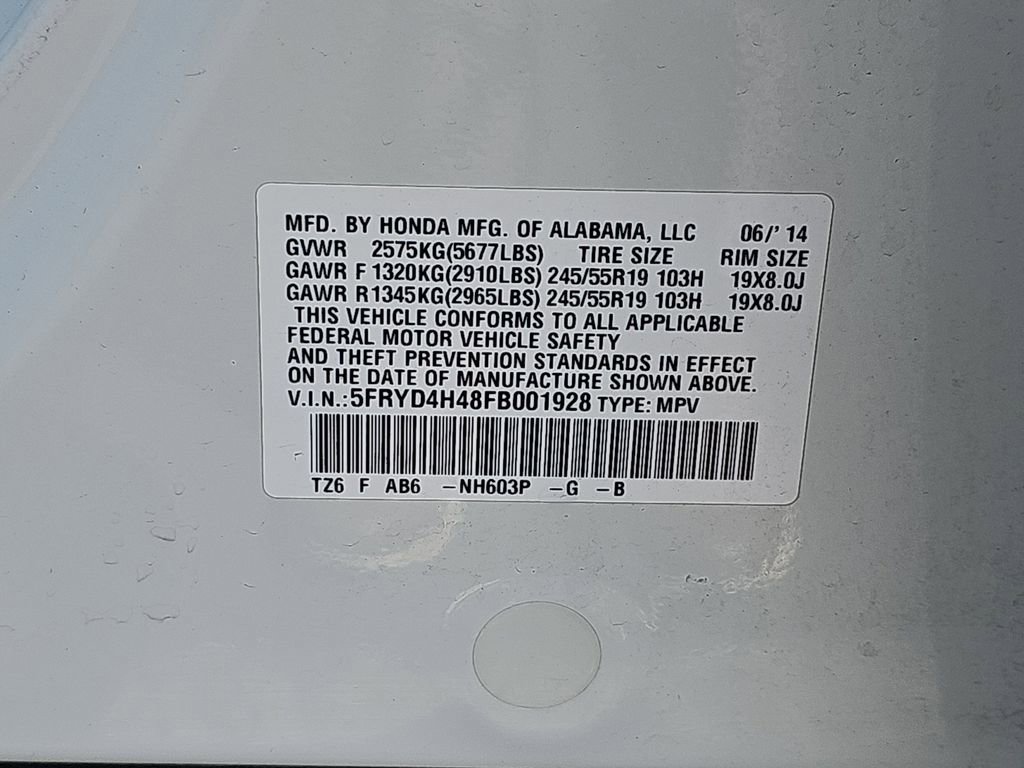 MFD. BY HONDA MFG. OF ALABAMA, LLC 06/' 14
GVWR 2575KG(5677LBS) TIRE SIZE RIM SIZE
GAWR F 1320KG(2910LBS) 245/55R19 103H 19X8.0J
GAWR R 1345KG(2965LBS) 245/55R19 103H 19X8.0J
THIS VEHICLE CONFORMS TO ALL APPLICABLE
FEDERAL MOTOR VEHICLE SAFETY
AND THEFT PREVENTION STANDARDS IN EFFECT
ON THE DATE OF MANUFACTURE SHOWN ABOVE.
V.I.N.:5FRYD4H48FB001928 TYPE: MPV
TZ6 F AB6 -NH603P -G -B